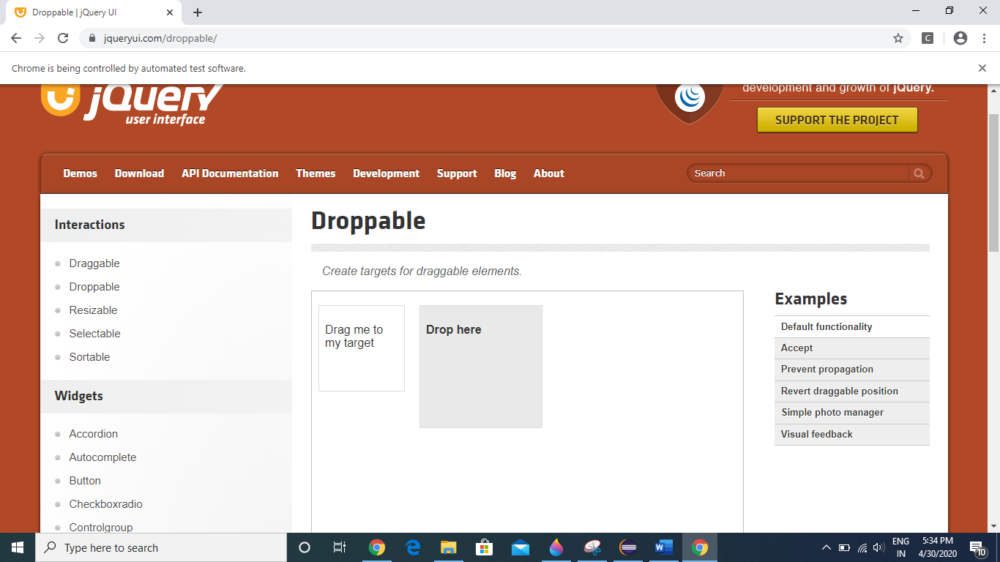 Droppable | jQuery UI
jqueryui.com/droppable/
C
Chrome is being controlled by automated test software.
jQuery
user interface
development and growth of jQuery.
SUPPORT THE PROJECT
Demos Download API Documentation Themes Development Support Blog About
Search
Interactions
Draggable
Droppable
Resizable
Selectable
Sortable
Widgets
Accordion
Autocomplete
Button
Checkboxradio
Controlgroup
Droppable
Create targets for draggable elements.
Drag me to
my target
Drop here
Examples
Default functionality
Accept
Prevent propagation
Revert draggable position
Simple photo manager
Visual feedback
Type here to search
ENG
IN
5:34 PM
4/30/2020
10